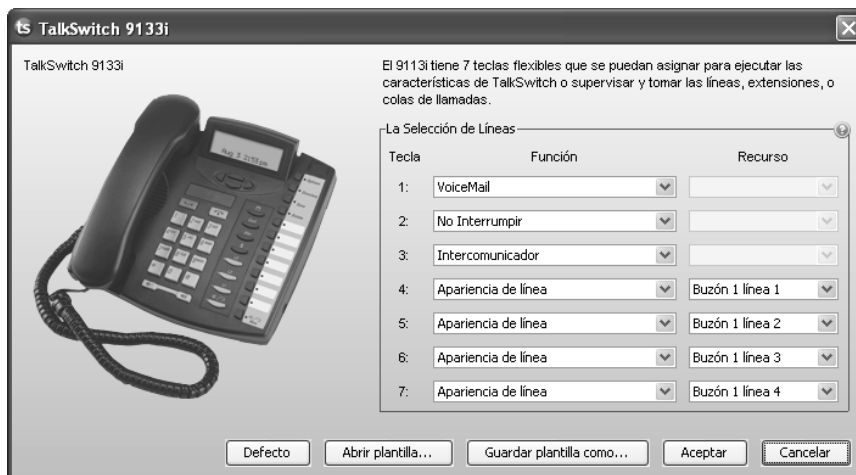 ts TalkSwitch 9133i
TalkSwitch 9133i
El 9113i tiene 7 teclas flexibles que se puedan asignar para ejecutar las
características de TalkSwitch o supervisar y tomar las líneas, extensiones, o
colas de llamadas.
La Selección de Líneas
Tecla Función Recurso
1: VoiceMail
2: No Interrumpir
3: Intercomunicador
4: Apariencia de línea Buzón 1 línea 1
5: Apariencia de línea Buzón 1 línea 2
6: Apariencia de línea Buzón 1 línea 3
7: Apariencia de línea Buzón 1 línea 4
Defecto Abrir plantilla... Guardar plantilla como... Aceptar Cancelar